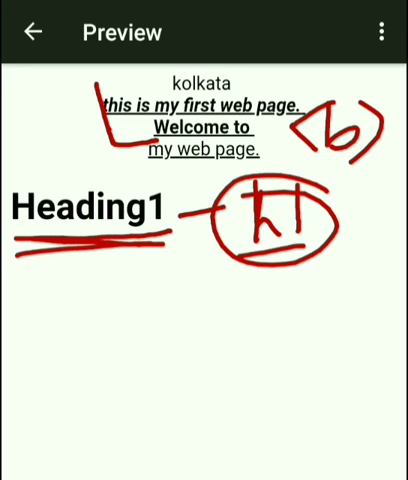 Preview
kolkata
this is my first web page.
Welcome to
my web page.
<b>
Heading1
h1